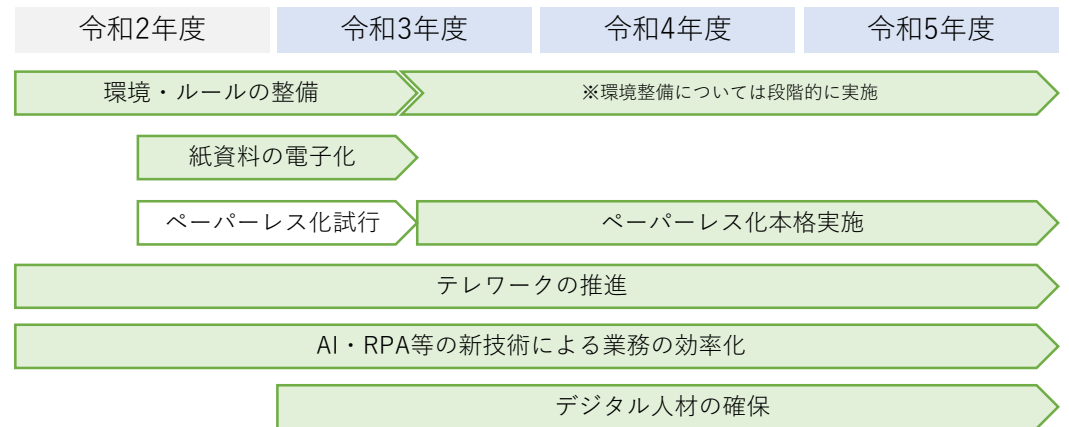 令和2年度 令和3年度 令和4年度 令和5年度
環境・ルールの整備 ※環境整備については段階的に実施
紙資料の電子化
ペーパーレス化試行 ペーパーレス化本格実施
テレワークの推進
AI・RPA等の新技術による業務の効率化
デジタル人材の確保